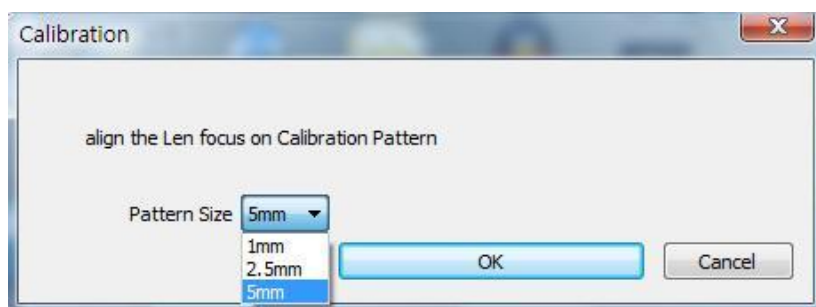 Calibration
align the Len focus on Calibration Pattern
Pattern Size 5mm
1mm
2.5mm
5mm
OK Cancel